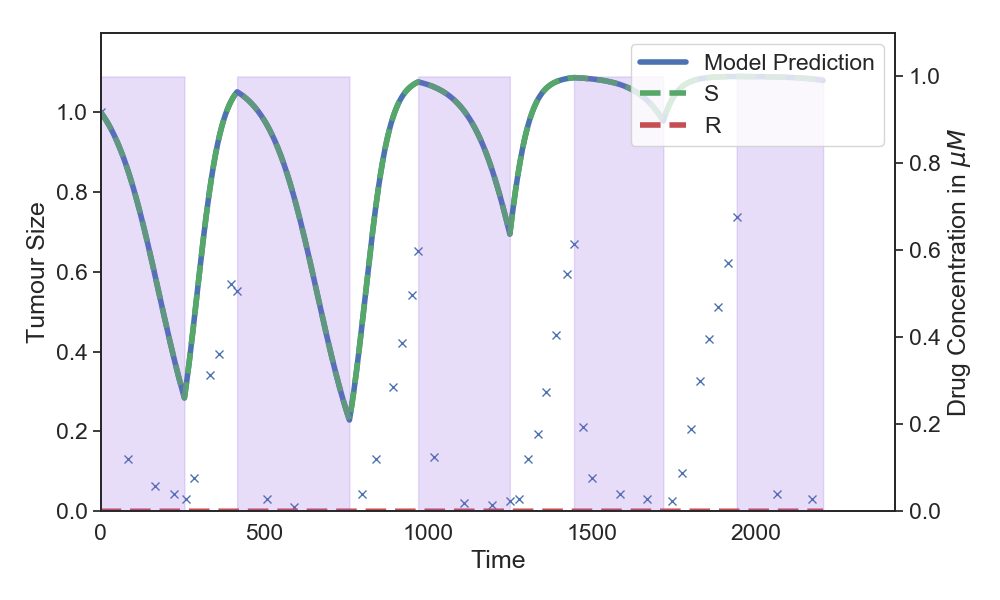 Model Prediction
S
R
1.0
0.8
0.6
0.4
0.2
0.0
Tumour Size
1.0
0.8
0.6
0.4
0.2
0.0
Drug Concentration in μM
0
500
1000
1500
2000
Time